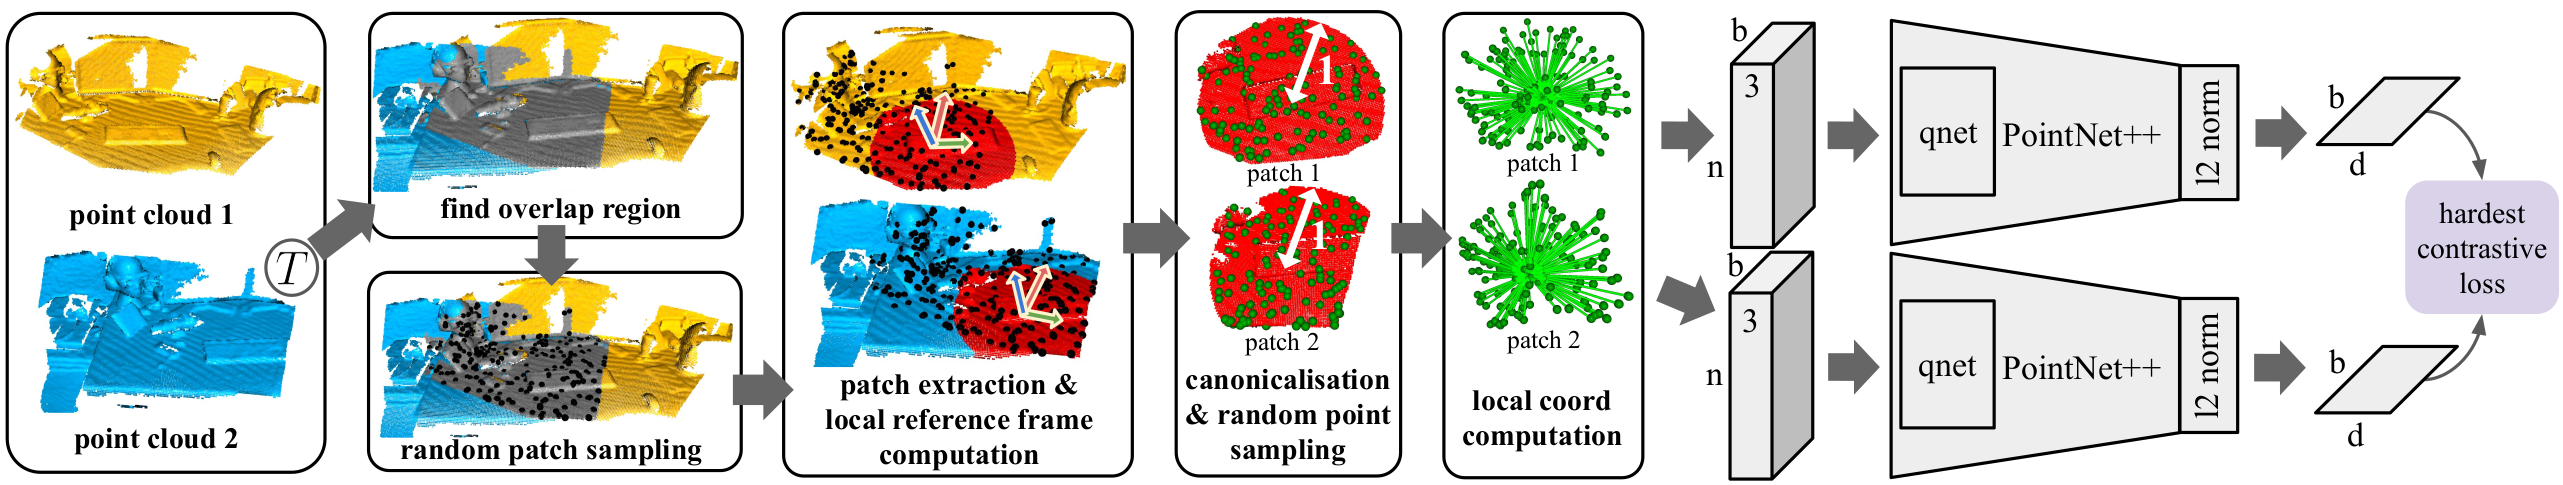 point cloud 1
T
point cloud 2
find overlap region
random patch sampling
patch extraction &
local reference frame
computation
1
patch 1
1
patch 2
canonicalisation
& random point
sampling
patch 1
patch 2
local coord
computation
b
3
n
qnet
PointNet++
l2 norm
b
d
b
3
n
qnet
PointNet++
l2 norm
b
d
hardest
contrastive
loss